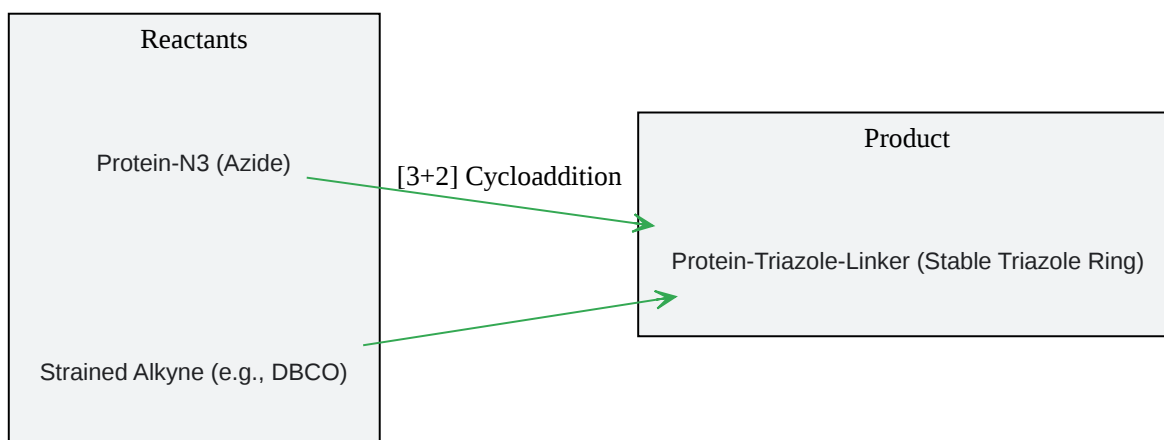 Reactants
Protein-N3 (Azide)
[3+2] Cycloaddition
Strained Alkyne (e.g., DBCO)
Product
Protein-Triazole-Linker (Stable Triazole Ring)